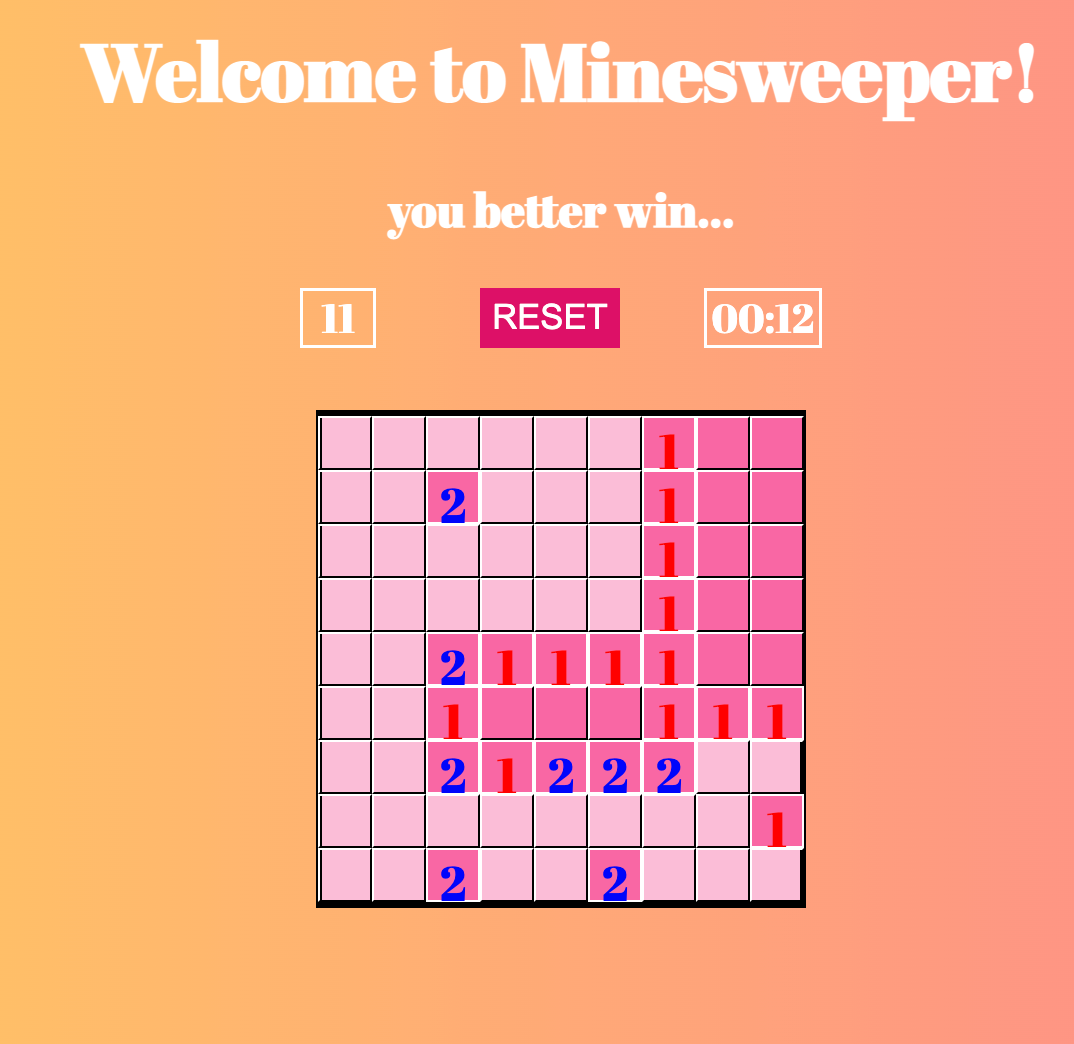 Welcome to Minesweeper!
you better win...
11 RESET 00:12
1
2 1
1
1
2 1 1 1 1
1 1 1 1
2 1 2 2 2
1
2 2